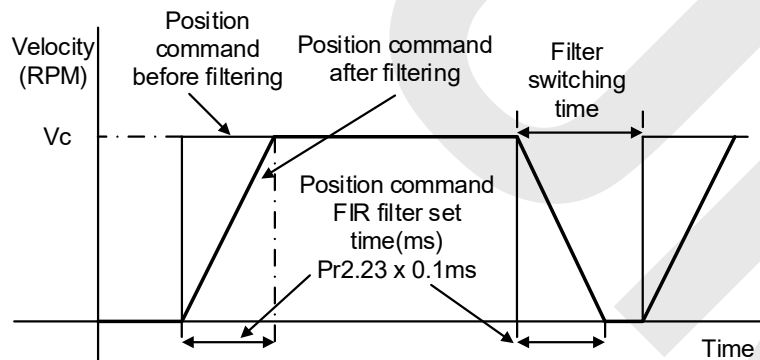 Velocity
(RPM)
Position
command
before filtering
Position command
after filtering
Filter
switching
time
Vc
Position command
FIR filter set
time(ms)
Pr2.23 x 0.1ms
Time